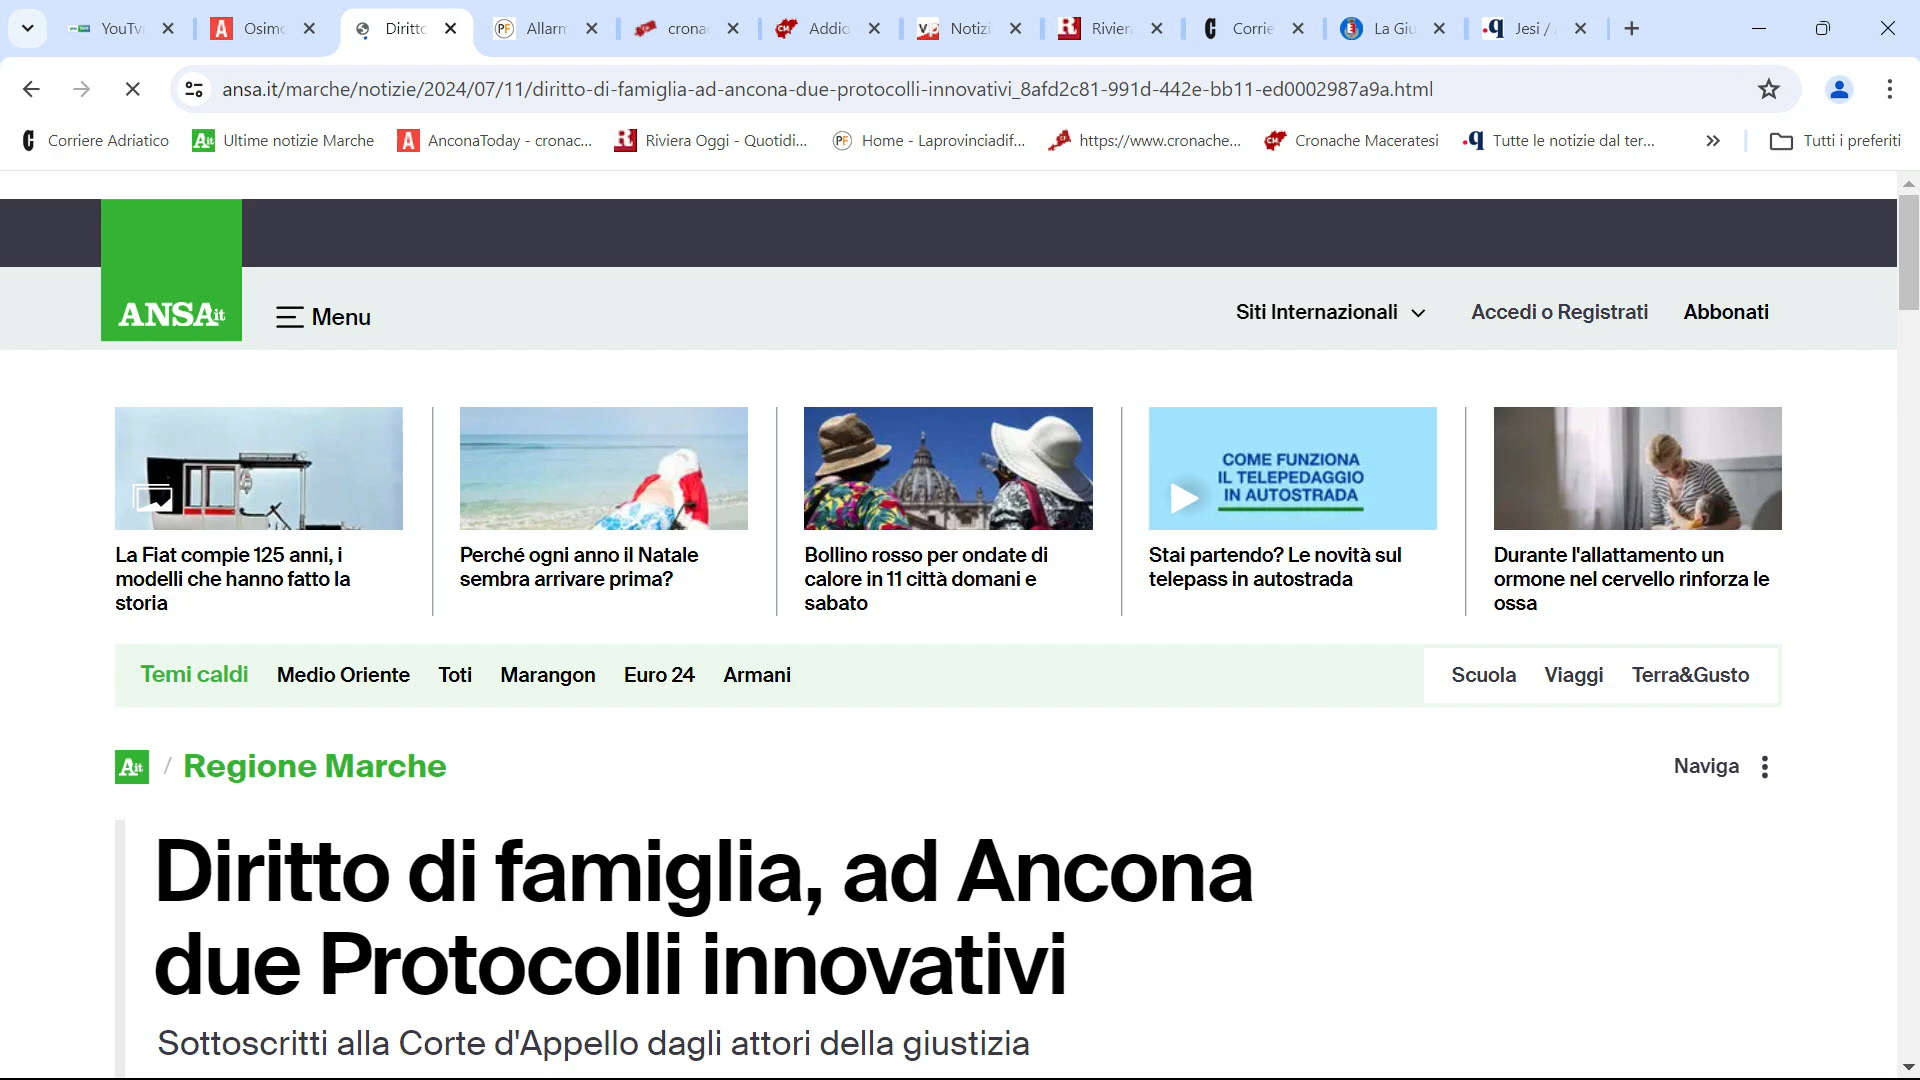 YouTv
Osimo
Diritto
Allarm
crona
Addio
Notizi
Rivier
Corrie
La Giu
Jesi /
ansa.it/marche/notizie/2024/07/11/diritto-di-famiglia-ad-ancona-due-protocolli-innovativi_8afd2c81-991d-442e-bb11-ed0002987a9a.html
Corriere Adriatico
Ultime notizie Marche
AnconaToday - cronac...
Riviera Oggi - Quotidi...
Home - Laprovinciadif...
https://www.cronache...
Cronache Maceratesi
Tutte le notizie dal ter...
Tutti i preferiti
ANSAit
Menu
Siti Internazionali
Accedi o Registrati
Abbonati
COME FUNZIONA
IL TELEPEDAGGIO
IN AUTOSTRADA
La Fiat compie 125 anni, i
modelli che hanno fatto la
storia
Perché ogni anno il Natale
sembra arrivare prima?
Bollino rosso per ondate di
calore in 11 città domani e
sabato
Stai partendo? Le novità sul
telepass in autostrada
Durante l'allattamento un
ormone nel cervello rinforza le
ossa
Temi caldi
Medio Oriente
Toti
Marangon
Euro 24
Armani
Scuola
Viaggi
Terra&Gusto
Ait / Regione Marche
Naviga
Diritto di famiglia, ad Ancona
due Protocolli innovativi
Sottoscritti alla Corte d'Appello dagli attori della giustizia